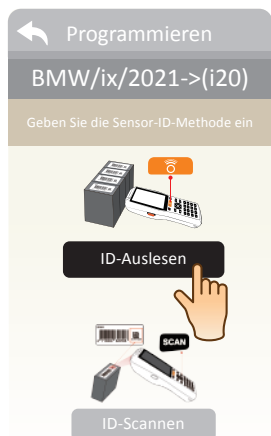 Programmieren
BMW/ix/2021->(i20)
Geben Sie die Sensor-ID-Methode ein
ID-Auslesen
SCAN
ID-Scannen